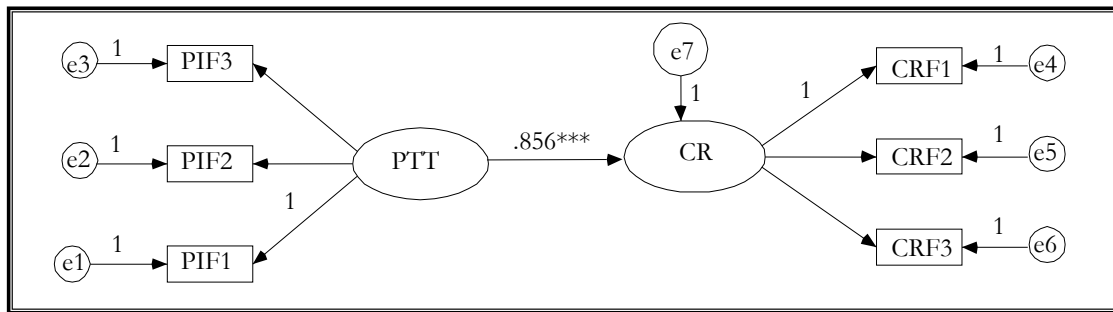 e3 1 PIF3
e7
1
1 CRF1 1 e4
e2 1 PIF2
PTT
.856***
CR
CRF2 1 e5
1
e1 1 PIF1
CRF3 1 e6